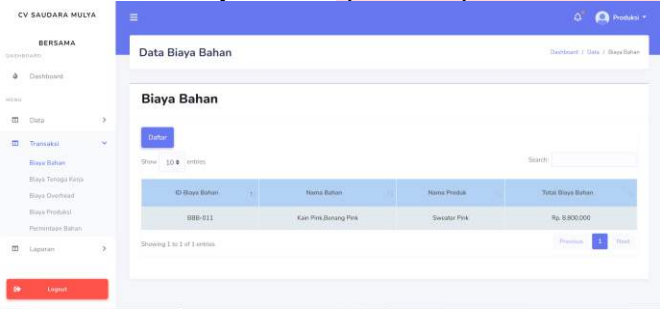 CV SAUDARA MULYA
BERSAMA
DASHBOARD
Dashboard
MENU
Data
Transaksi
Biaya Bahan
Biaya Tenaga Kerja
Biaya Overhead
Biaya Produksi
Permintaan Bahan
Laporan
Logout
Produksi
Data Biaya Bahan
Dashboard / Data / Biaya Bahan
Biaya Bahan
Daftar
Show 10 entries
Search:
ID Biaya Bahan Nama Bahan Nama Produk Total Biaya Bahan
BBB-011 Kain Pink,Benang Pink Sweater Pink Rp. 8.800.000
Showing 1 to 1 of 1 entries
Previous 1 Next